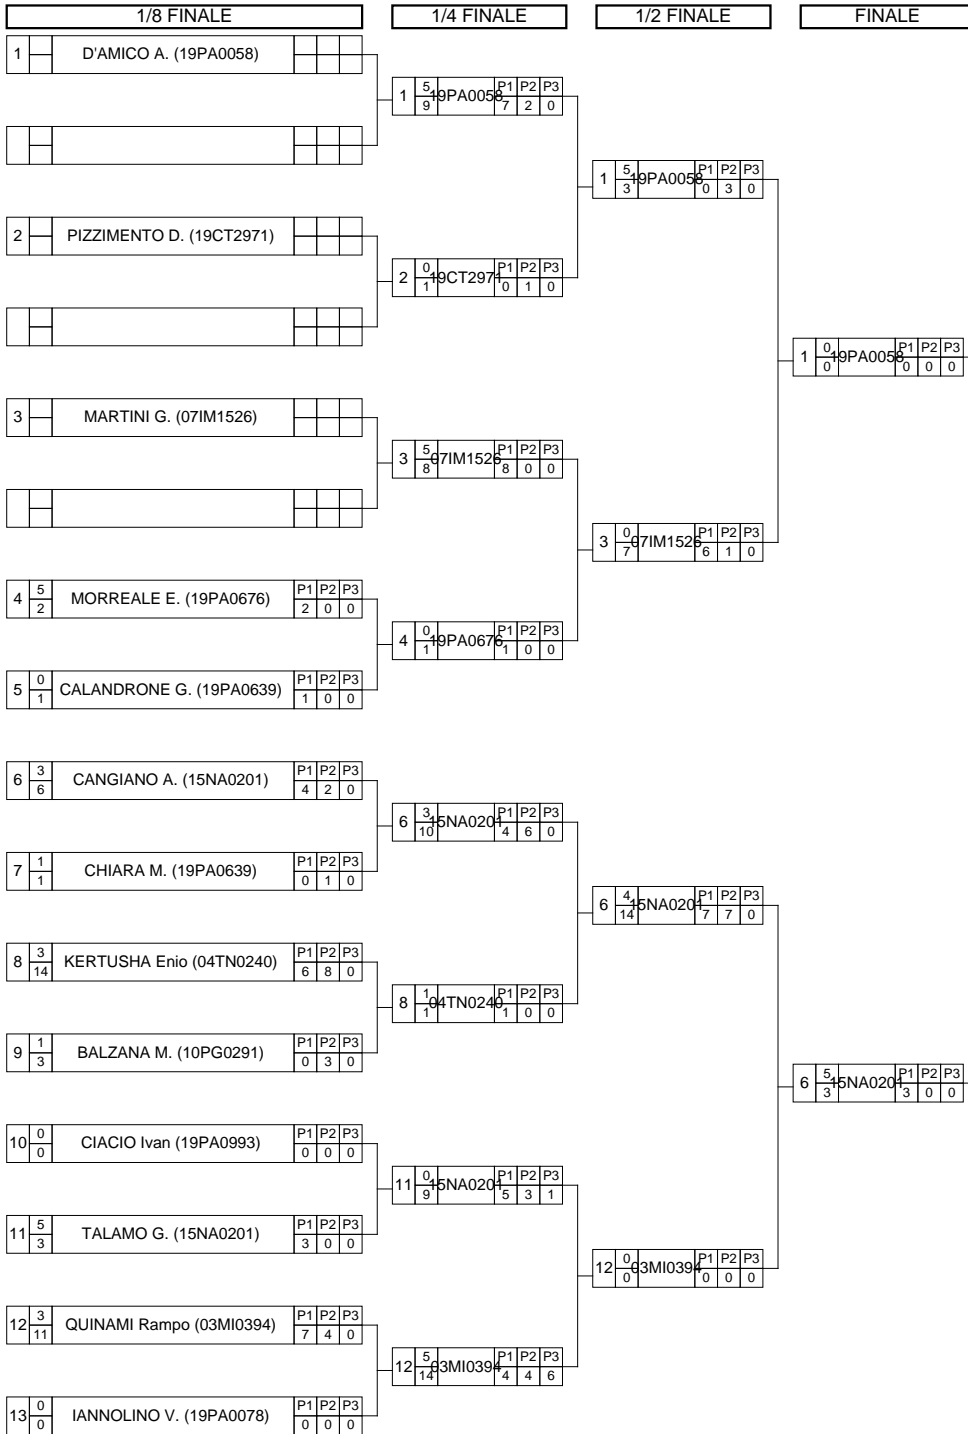 1/8 FINALE 1/4 FINALE 1/2 FINALE FINALE
1 D'AMICO A. (19PA0058)
1 5 9 19PA0058 P1 P2 P3 7 2 0
1 5 3 19PA0058 P1 P2 P3 0 3 0
2 PIZZIMENTO D. (19CT2971)
2 0 1 19CT2971 P1 P2 P3 0 1 0
1 0 0 19PA0058 P1 P2 P3 0 0 0
3 MARTINI G. (07IM1526)
3 5 8 07IM1526 P1 P2 P3 8 0 0
3 0 7 07IM1526 P1 P2 P3 6 1 0
4 5 2 MORREALE E. (19PA0676) P1 P2 P3 2 0 0
4 0 1 19PA0676 P1 P2 P3 1 0 0
5 0 1 CALANDRONE G. (19PA0639) P1 P2 P3 1 0 0
6 3 6 CANGIANO A. (15NA0201) P1 P2 P3 4 2 0
6 3 10 15NA0201 P1 P2 P3 4 6 0
7 1 1 CHIARA M. (19PA0639) P1 P2 P3 0 1 0
6 4 14 15NA0201 P1 P2 P3 7 7 0
8 3 14 KERTUSHA Enio (04TN0240) P1 P2 P3 6 8 0
8 1 1 04TN0240 P1 P2 P3 1 0 0
9 1 3 BALZANA M. (10PG0291) P1 P2 P3 0 3 0
6 5 3 15NA0201 P1 P2 P3 3 0 0
10 0 0 CIACIO Ivan (19PA0993) P1 P2 P3 0 0 0
11 0 9 15NA0201 P1 P2 P3 5 3 1
11 5 3 TALAMO G. (15NA0201) P1 P2 P3 3 0 0
12 0 0 03MI0394 P1 P2 P3 0 0 0
12 3 11 QUINAMI Rampo (03MI0394) P1 P2 P3 7 4 0
12 5 14 03MI0394 P1 P2 P3 4 4 6
13 0 0 IANNOLINO V. (19PA0078) P1 P2 P3 0 0 0